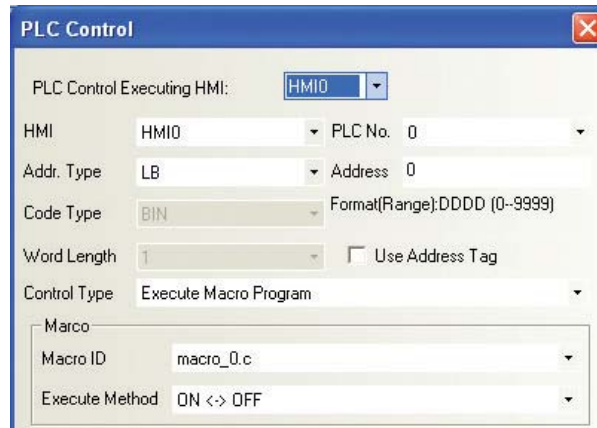 PLC Control
PLC Control Executing HMI: HMI0
HMI HMI0 PLC No. 0
Addr. Type LB Address 0
Code Type BIN Format(Range):DDDD (0--9999)
Word Length 1 Use Address Tag
Control Type Execute Macro Program
Marco
Macro ID macro_0.c
Execute Method ON <-> OFF